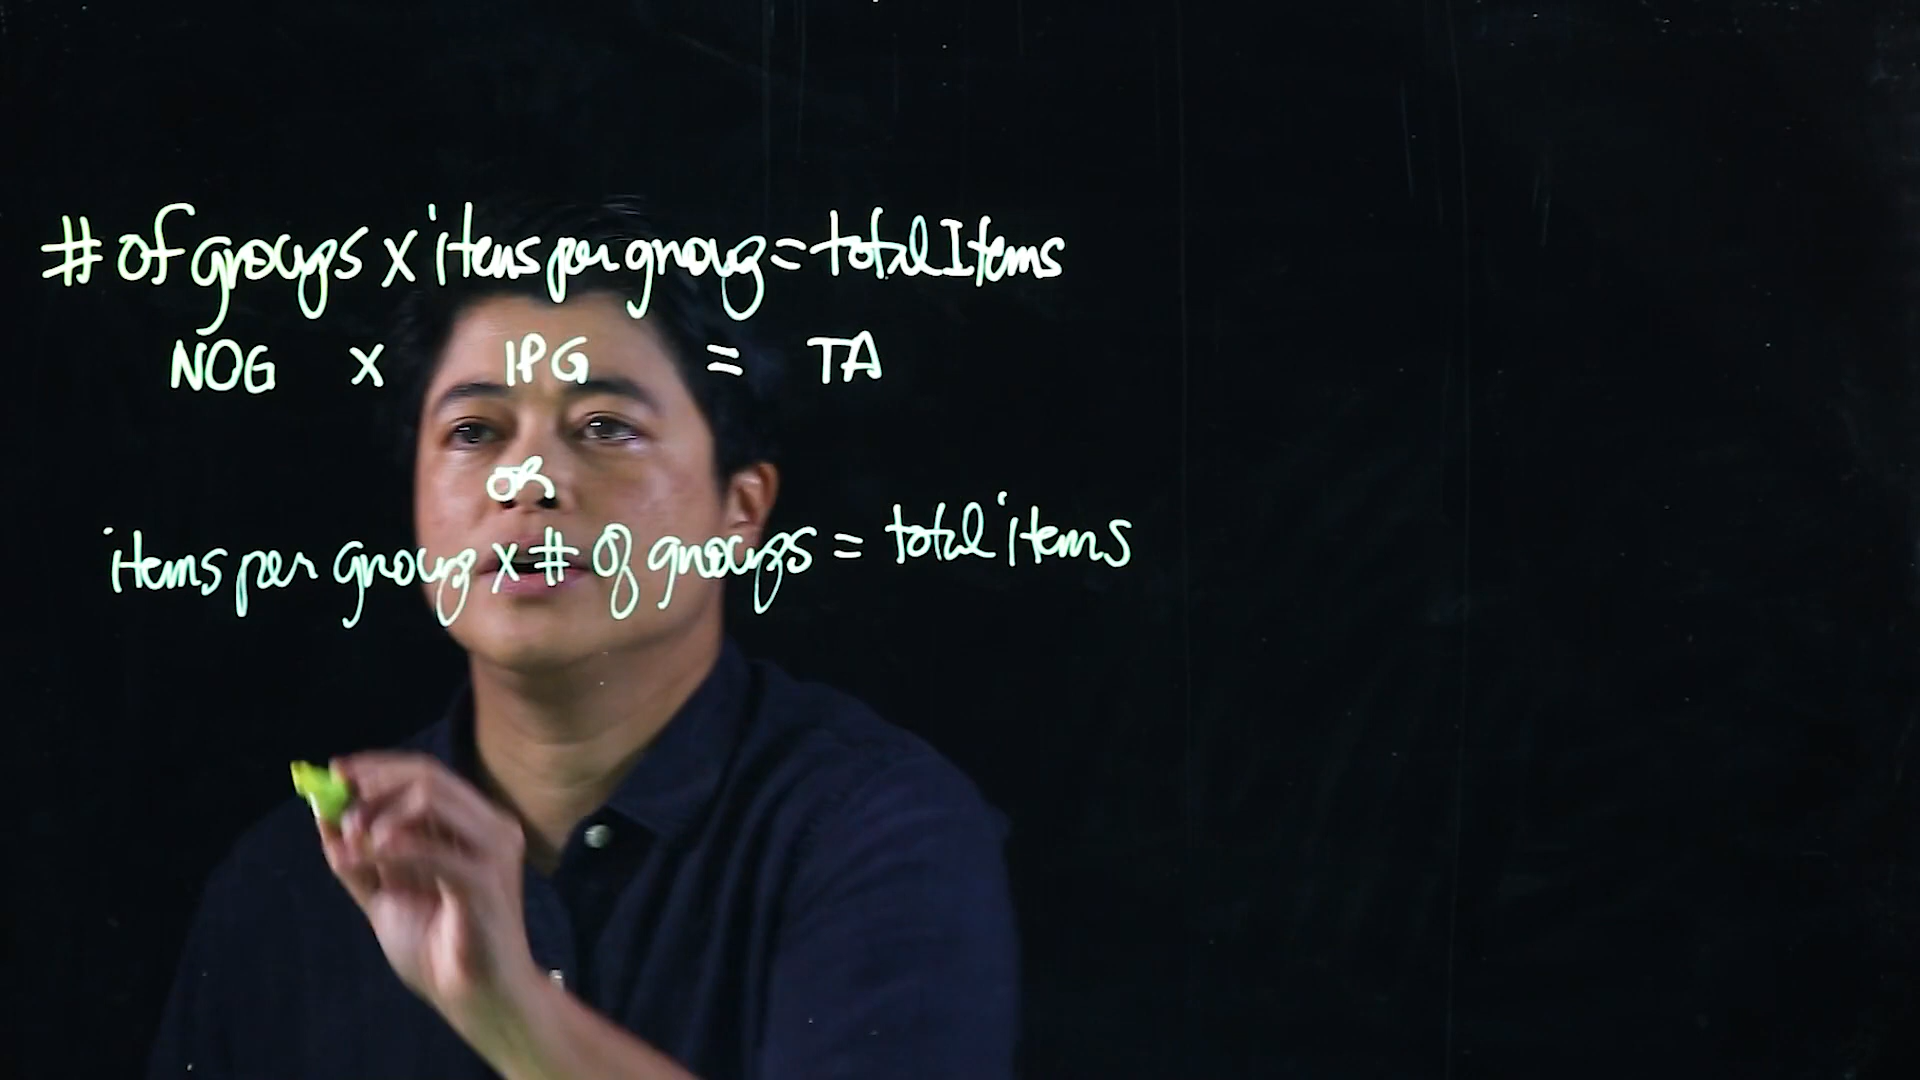 # of groups x items per group = total Items
NOG x IPG = TA
or
items per group x # of groups = total items